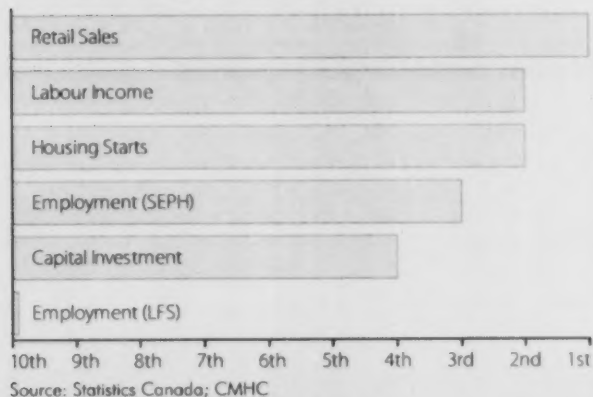 Retail Sales
Labour Income
Housing Starts
Employment (SEPH)
Capital Investment
Employment (LFS)
10th 9th 8th 7th 6th 5th 4th 3rd 2nd 1st
Source: Statistics Canada; CMHC